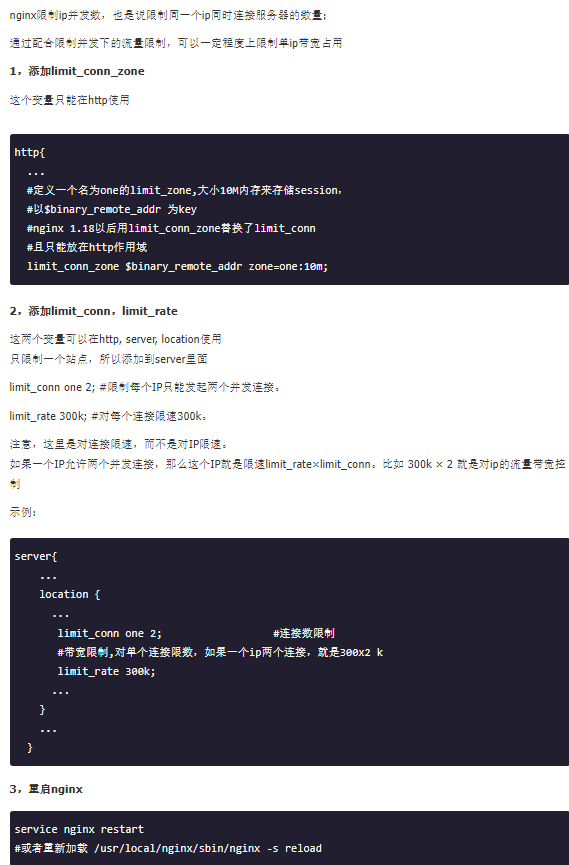 nginx限制ip并发数，也是说限制同一个ip同时连接服务器的数量；
通过配合限制并发下的流量限制，可以一定程度上限制单ip带宽占用
1，添加limit_conn_zone
这个变量只能在http使用
http{
...
#定义一个名为one的limit_zone,大小10M内存来存储session，
#以$binary_remote_addr 为key
#nginx 1.18以后用limit_conn_zone替换了limit_conn
#且只能放在http作用域
limit_conn_zone $binary_remote_addr zone=one:10m;
2，添加limit_conn，limit_rate
这两个变量可以在http, server, location使用
只限制一个站点，所以添加到server里面
limit_conn one 2; #限制每个IP只能发起两个并发连接。
limit_rate 300k; #对每个连接限速300k。
注意，这里是对连接限速，而不是对IP限速。
如果一个IP允许两个并发连接，那么这个IP就是限速limit_rate×limit_conn。比如 300k × 2 就是对ip的流量带宽控
制
示例：
server{
...
location {
...
limit_conn one 2; #连接数限制
#带宽限制,对单个连接限数，如果一个ip两个连接，就是300x2 k
limit_rate 300k;
...
}
...
}
3，重启nginx
service nginx restart
#或者重新加载 /usr/local/nginx/sbin/nginx -s reload